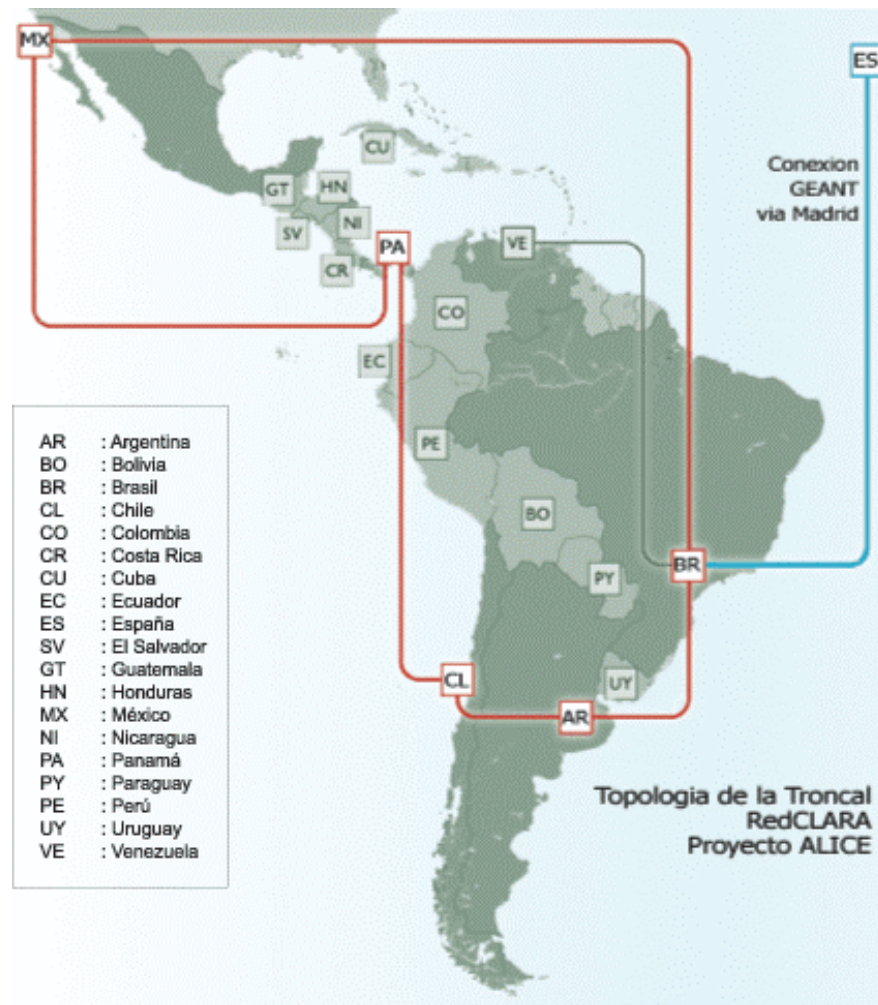 MX
ES
CU
Conexion
GEANT
via Madrid
GT
HN
NI
SV
PA
VE
CR
CO
EC
PE
BO
BR
PY
CL
UY
AR
AR : Argentina
BO : Bolivia
BR : Brasil
CL : Chile
CO : Colombia
CR : Costa Rica
CU : Cuba
EC : Ecuador
ES : España
SV : El Salvador
GT : Guatemala
HN : Honduras
MX : México
NI : Nicaragua
PA : Panamá
PY : Paraguay
PE : Perú
UY : Uruguay
VE : Venezuela
Topologia de la Troncal
RedCLARA
Proyecto ALICE